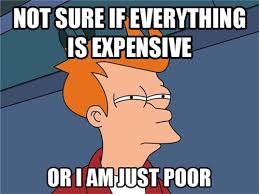 NOT SURE IF EVERYTHING
IS EXPENSIVE
OR I AM JUST POOR